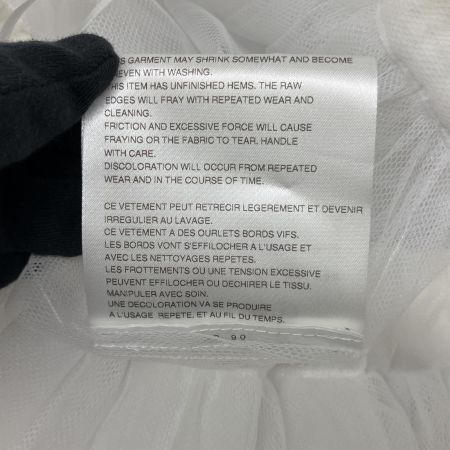 GARMENT MAY SHRINK SOMEWHAT AND BECOME
WITH WASHING.
THIS ITEM HAS UNFINISHED HEMS. THE RAW
EDGES WILL FRAY WITH REPEATED WEAR AND
CLEANING.
FRICTION AND EXCESSIVE FORCE WILL CAUSE
FRAYING OR THE FABRIC TO TEAR. HANDLE
WITH CARE.
DISCOLORATION WILL OCCUR FROM REPEATED
WEAR AND IN THE COURSE OF TIME.
CE VETEMENT PEUT RETRECIR LEGEREMENT ET DEVENIR
IRREGULIER AU LAVAGE.
CE VETEMENT A DES OURLETS BORDS VIFS.
LES BORDS VONT S'EFFILOCHER A L'USAGE ET
AVEC LES NETTOYAGES REPETES.
LES FROTTEMENTS OU UNE TENSION EXCESSIVE
PEUVENT EFFILOCHER OU DECHIRER LE TISSU.
MANIPULER AVEC SOIN.
UNE DECOLORATION VA SE PRODUIRE
A L'USAGE REPETE, ET AU FIL DU TEMPS.
90